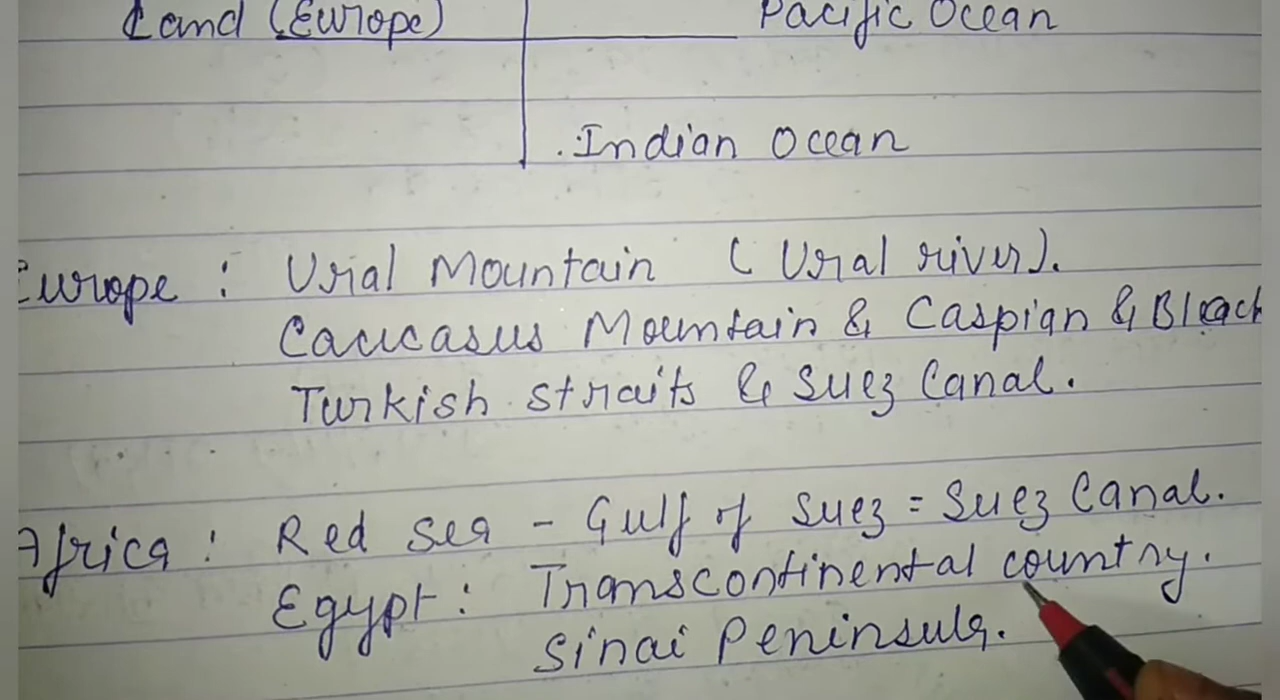 Land (Europe)
Pacific Ocean
Indian Ocean
Europe : Ural Mountain (Ural river).
Caucasus Mountain & Caspian & Black
Turkish straits & Suez Canal.
Africa : Red Sea - Gulf of Suez = Suez Canal.
Egypt : Transcontinental country.
Sinai Peninsula.